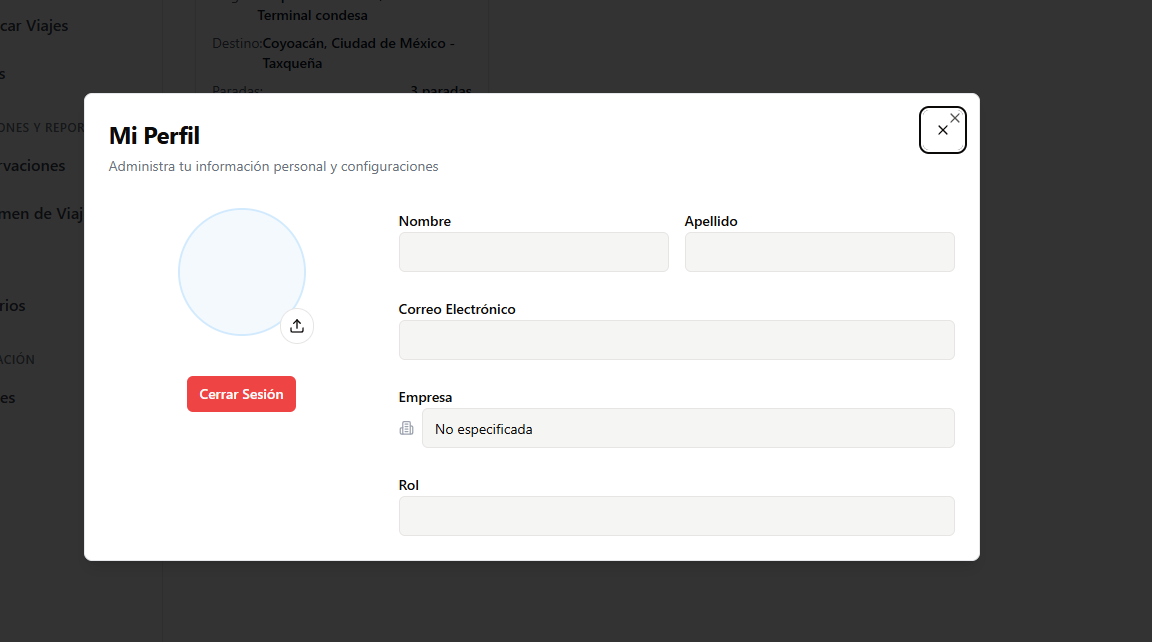 car Viajes
Terminal condesa
Destino:Coyoacán, Ciudad de México -
Taxqueña
s
Paradas: 3 paradas
ONES Y REPOR
rvaciones
men de Viaj
rios
ACIÓN
es
Mi Perfil
Administra tu información personal y configuraciones
Nombre
Apellido
Correo Electrónico
Cerrar Sesión
Empresa
No especificada
Rol